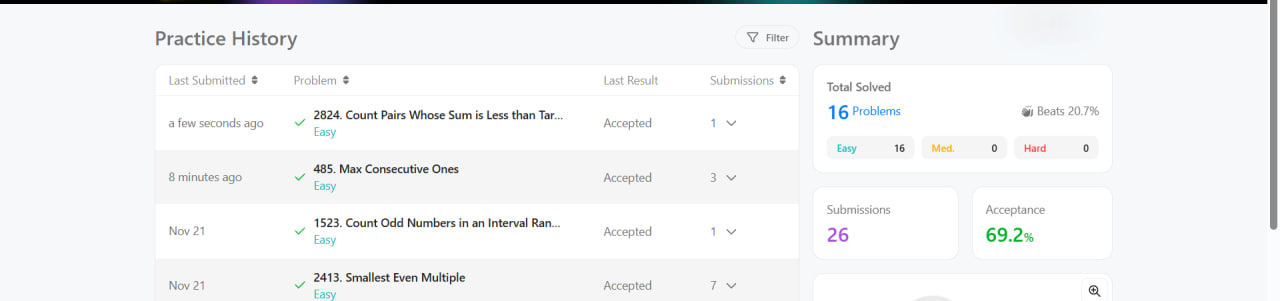 Practice History
Filter
Summary
Last Submitted
Problem
Last Result
Submissions
a few seconds ago
2824. Count Pairs Whose Sum is Less than Tar...
Easy
Accepted
1
8 minutes ago
485. Max Consecutive Ones
Easy
Accepted
3
Nov 21
1523. Count Odd Numbers in an Interval Ran...
Easy
Accepted
1
Nov 21
2413. Smallest Even Multiple
Easy
Accepted
7
Total Solved
16 Problems
Beats 20.7%
Easy 16
Med. 0
Hard 0
Submissions
26
Acceptance
69.2%